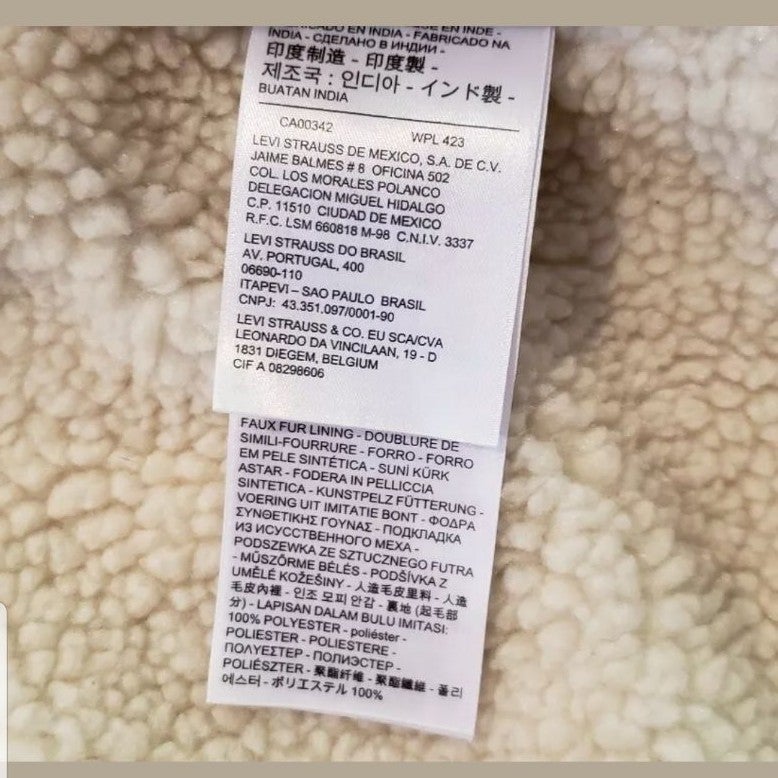 FABRICADO EN INDIA - FABRICADO NA
INDIA - СДЕЛАНО В ИНДИИ -
印度制造 - 印度製 -
제조국 : 인디아 - インド製 -
BUATAN INDIA
CA00342 WPL 423
LEVI STRAUSS DE MEXICO, S.A. DE C.V.
JAIME BALMES # 8 OFICINA 502
COL. LOS MORALES POLANCO
DELEGACION MIGUEL HIDALGO
C.P. 11510 CIUDAD DE MEXICO
R.F.C. LSM 660818 M-98 C.N.I.V. 3337
LEVI STRAUSS DO BRASIL
AV. PORTUGAL, 400
06690-110
ITAPEVI – SAO PAULO BRASIL
CNPJ: 43.351.097/0001-90
LEVI STRAUSS & CO. EU SCA/CVA
LEONARDO DA VINCILAAN, 19 - D
1831 DIEGEM, BELGIUM
CIF A 08298606
FAUX FUR LINING - DOUBLURE DE
SIMILI-FOURRURE - FORRO - FORRO
EM PELE SINTÉTICA - SUNİ KÜRK
ASTAR - FODERA IN PELLICCIA
SINTETICA - KUNSTPELZ FÜTTERUNG -
VOERING UIT IMITATIE BONT - ΦΟΔΡΑ
ΣΥΝΘΕΤΙΚΗΣ ΓΟΥΝΑΣ - ПОДКЛАДКА
ИЗ ИСУССТВЕННОГО МЕХА -
PODSZEWKA ZE SZTUCZNEGO FUTRA
- MŰSZŐRME BÉLÉS - PODŠÍVKA Z
UMĚLÉ KOŽEŠINY - 人造毛皮里料 - 人造
毛皮內裡 - 인조 모피 안감 - 裏地 (起毛部
分) - LAPISAN DALAM BULU IMITASI:
100% POLYESTER - poliéster -
POLIESTER - POLIESTERE -
ΠΟΛΥΕΣΤΕΡ - ПОЛИЭСТЕР -
POLIÉSZTER - 聚酯纤维 - 聚酯纖維 - 폴리
에스터 - ポリエステル 100%